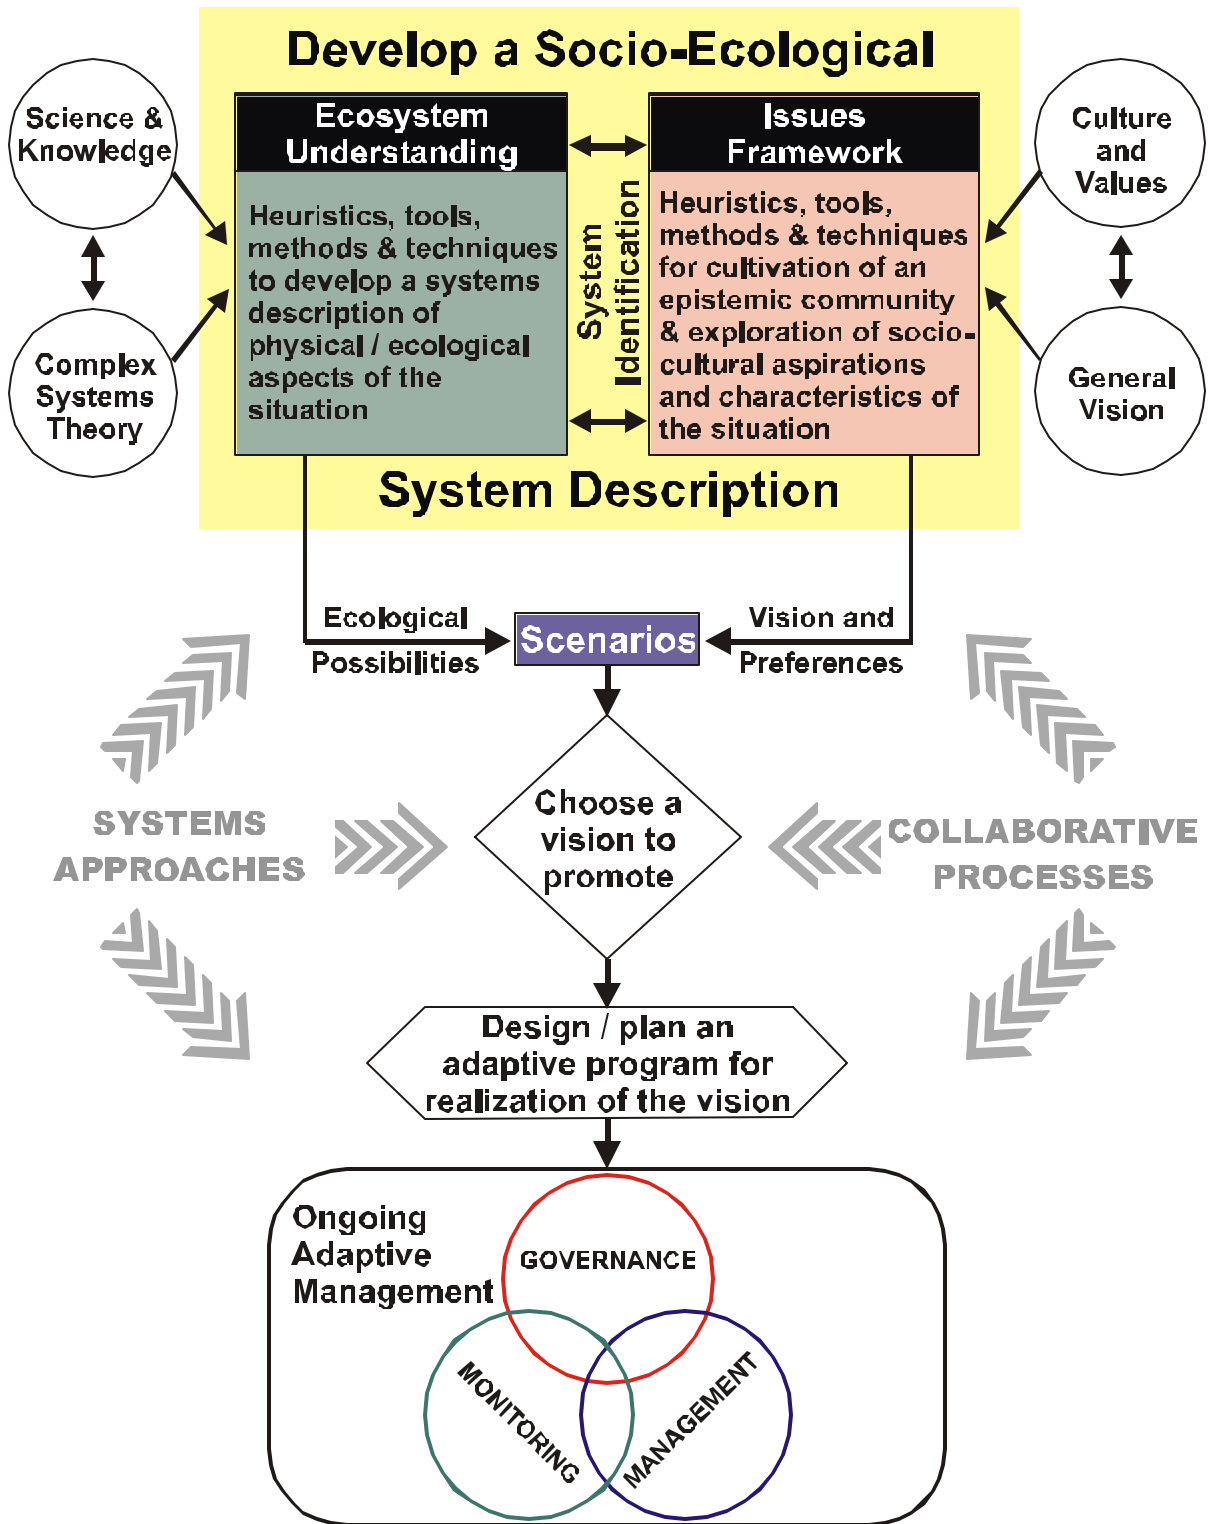 Develop a Socio-Ecological
Science &
Knowledge
Complex
Systems
Theory
Ecosystem
Understanding
Heuristics, tools,
methods & techniques
to develop a systems
description of
physical / ecological
aspects of the
situation
System
Identification
Issues
Framework
Heuristics, tools,
methods & techniques
for cultivation of an
epistemic community
& exploration of socio-
cultural aspirations
and characteristics of
the situation
Culture
and
Values
General
Vision
System Description
Ecological
Possibilities
Scenarios
Vision and
Preferences
SYSTEMS
APPROACHES
Choose a
vision to
promote
COLLABORATIVE
PROCESSES
Design / plan an
adaptive program for
realization of the vision
Ongoing
Adaptive
Management
GOVERNANCE
MONITORING
MANAGEMENT